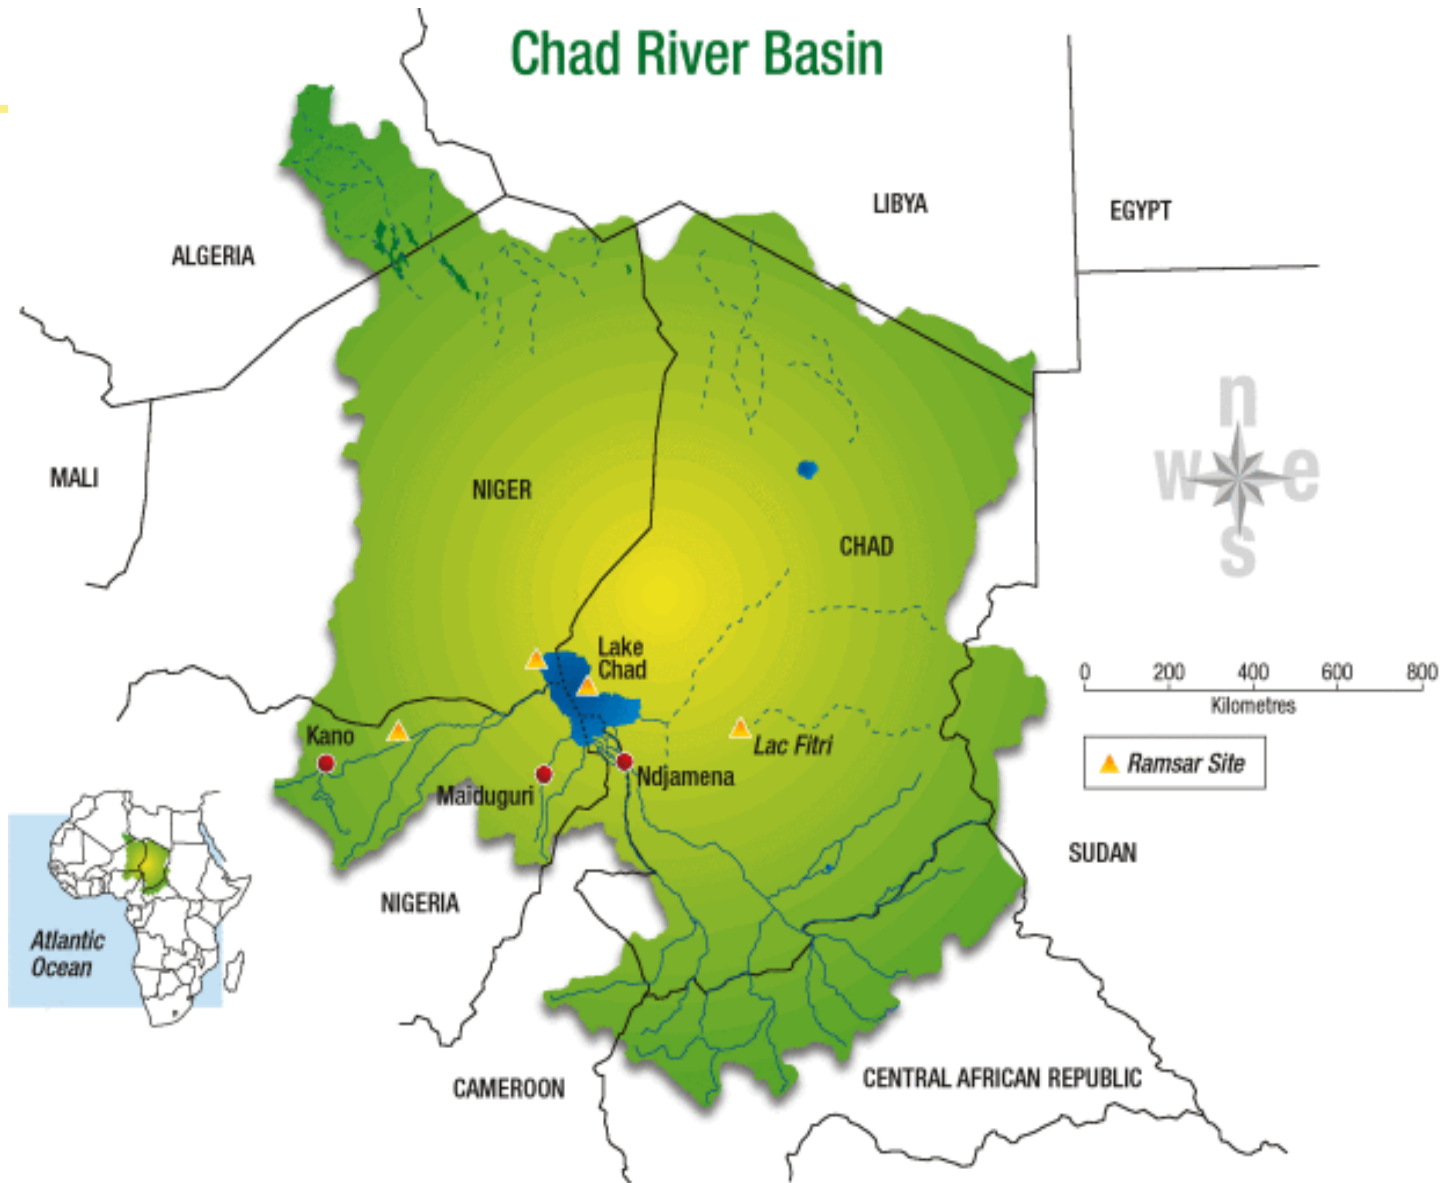 Chad River Basin
LIBYA
EGYPT
ALGERIA
n
w e
s
MALI
NIGER
CHAD
Lake
Chad
0 200 400 600 800
Kilometres
Kano
Lac Fitri
Ramsar Site
Ndjamena
Maiduguri
SUDAN
NIGERIA
Atlantic
Ocean
CAMEROON
CENTRAL AFRICAN REPUBLIC